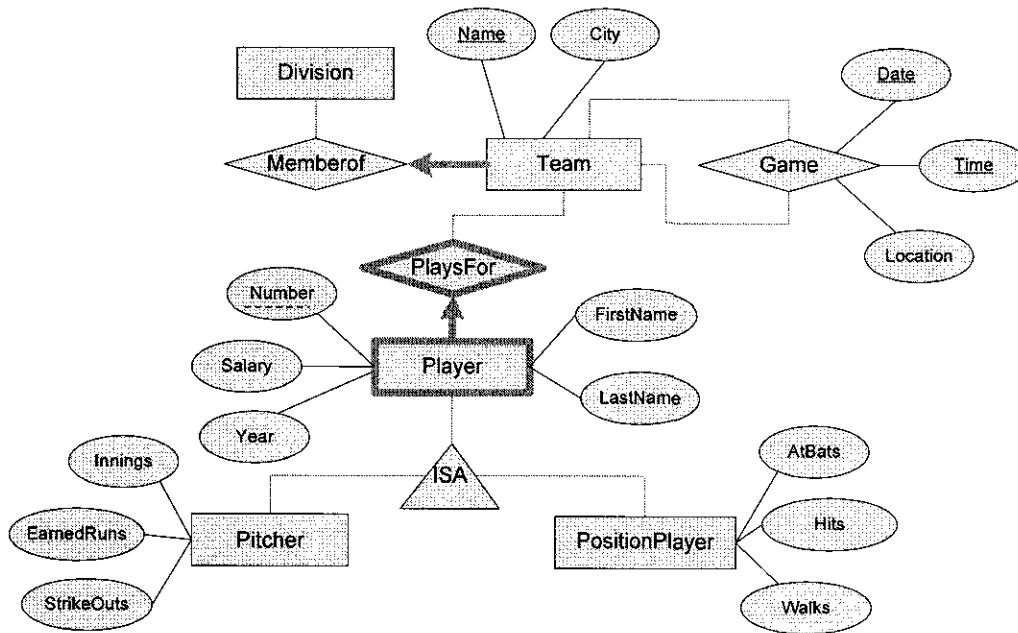 Name
City
Division
Date
Memberof
Team
Game
Time
PlaysFor
Location
Number
FirstName
Salary
Player
LastName
Year
Innings
ISA
AtBats
EarnedRuns
Pitcher
PositionPlayer
Hits
StrikeOuts
Walks